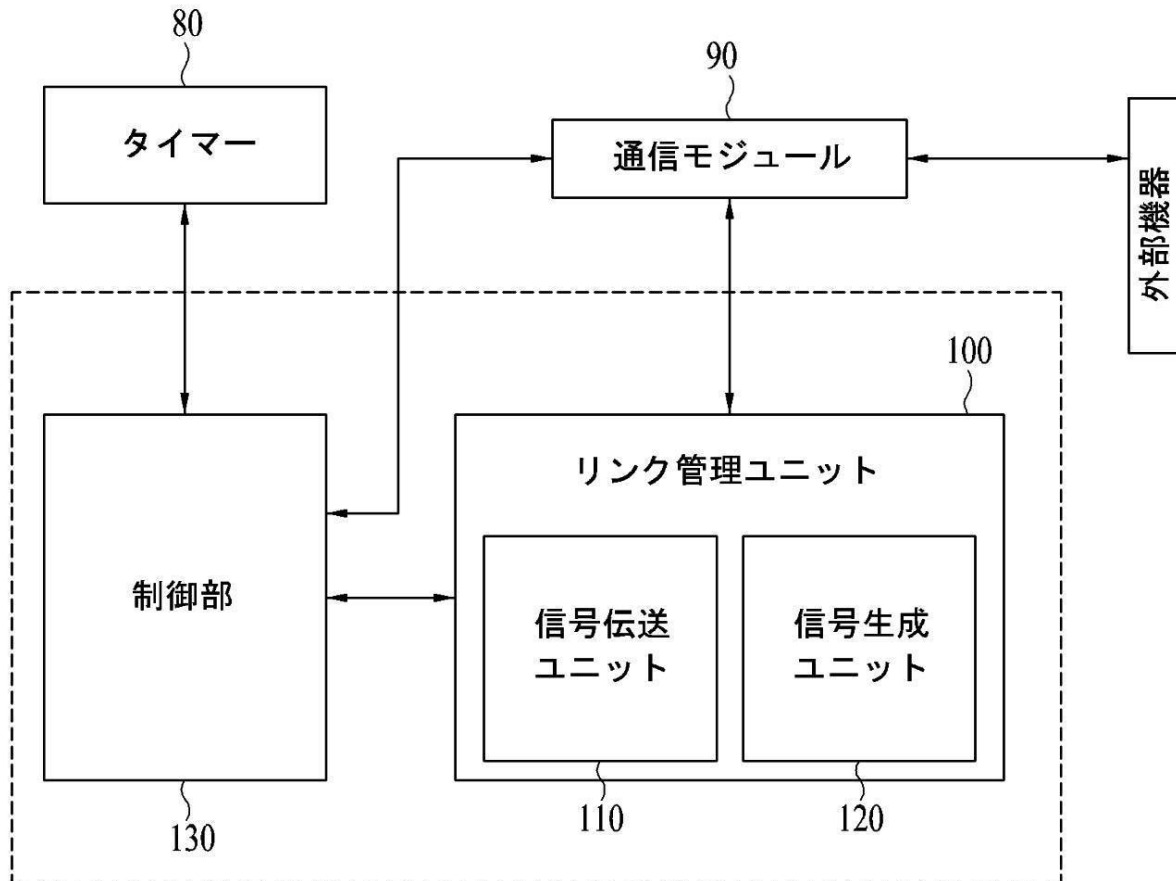 80
タイマー
90
通信モジュール
外部機器
100
リンク管理ユニット
制御部
信号伝送
ユニット
信号生成
ユニット
130
110
120